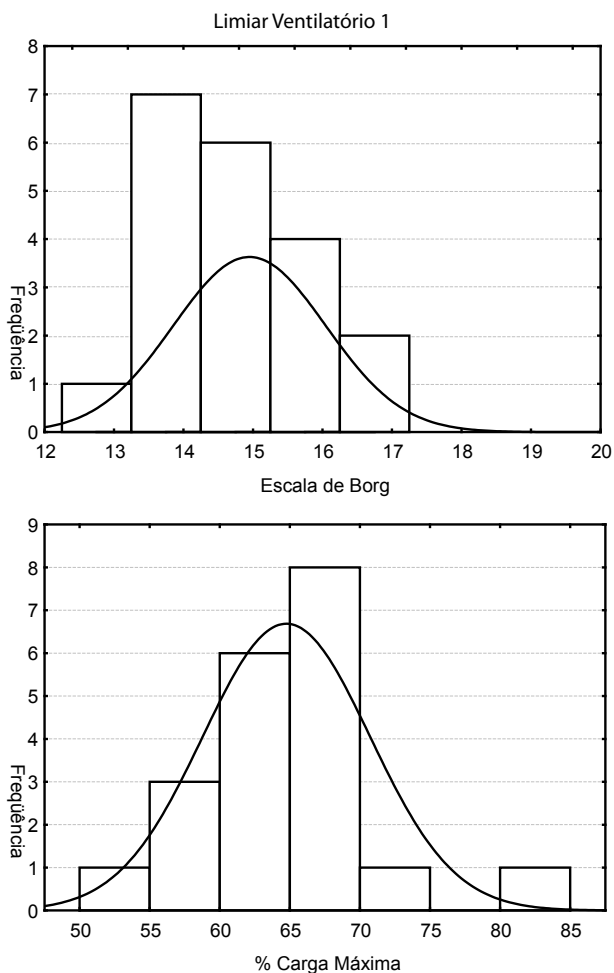 Limiar Ventilatório 1
8
7
6
5
4
3
2
1
0
Freqüência
12 13 14 15 16 17 18 19 20
Escala de Borg
9
8
7
6
5
4
3
2
1
0
Freqüência
50 55 60 65 70 75 80 85
% Carga Máxima